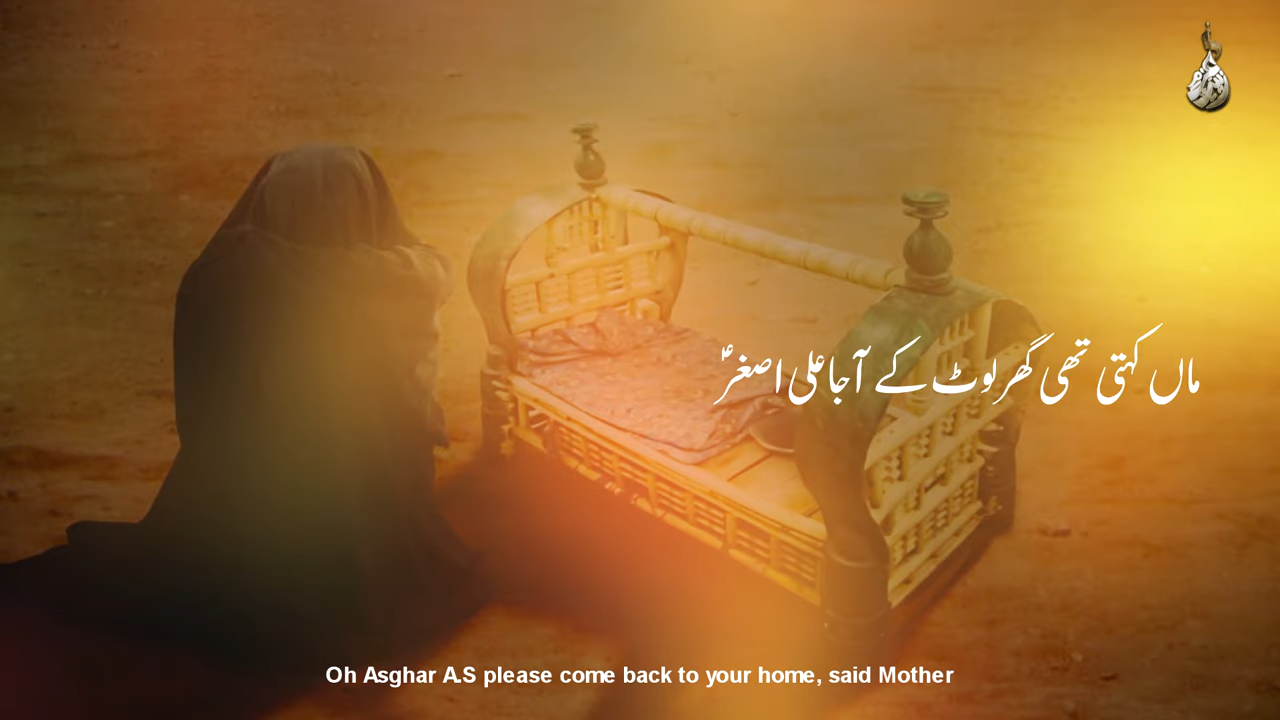 ماں کہتی تھی گھر لوٹ کے آجا علی اصغرؑ
Oh Asghar A.S please come back to your home, said Mother